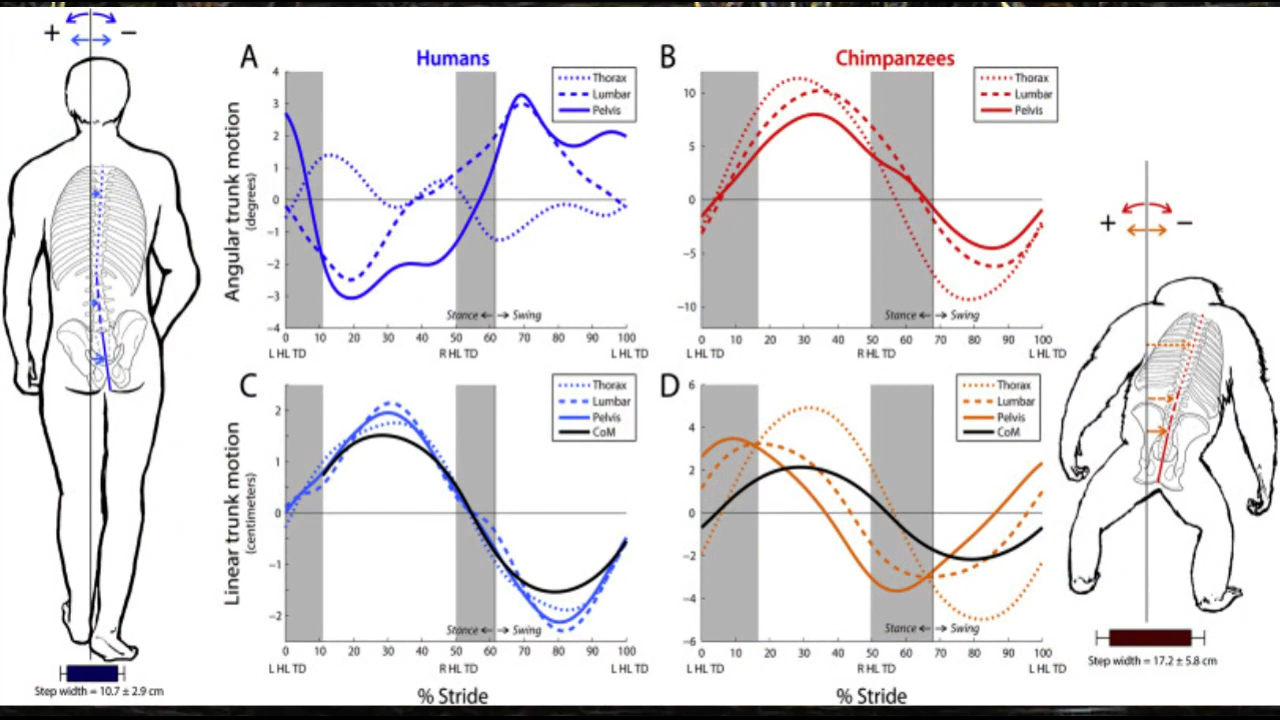 + −
A Humans
Angular trunk motion
(degrees)
4
3
2
1
0
−1
−2
−3
−4
Thorax
Lumbar
Pelvis
Stance ← → Swing
0 10 20 30 40 50 60 70 80 90 100
L HL TD R HL TD L HL TD
B Chimpanzees
10
5
0
−5
−10
Thorax
Lumbar
Pelvis
Stance ← → Swing
0 10 20 30 40 50 60 70 80 90 100
L HL TD R HL TD L HL TD
+ −
C
Linear trunk motion
(centimeters)
2
1
0
−1
−2
Thorax
Lumbar
Pelvis
CoM
Stance ← → Swing
0 10 20 30 40 50 60 70 80 90 100
L HL TD R HL TD L HL TD
% Stride
D
6
4
2
0
−2
−4
−6
Thorax
Lumbar
Pelvis
CoM
Stance ← → Swing
0 10 20 30 40 50 60 70 80 90 100
L HL TD R HL TD L HL TD
% Stride
Step width = 10.7 ± 2.9 cm
Step width = 17.2 ± 5.8 cm